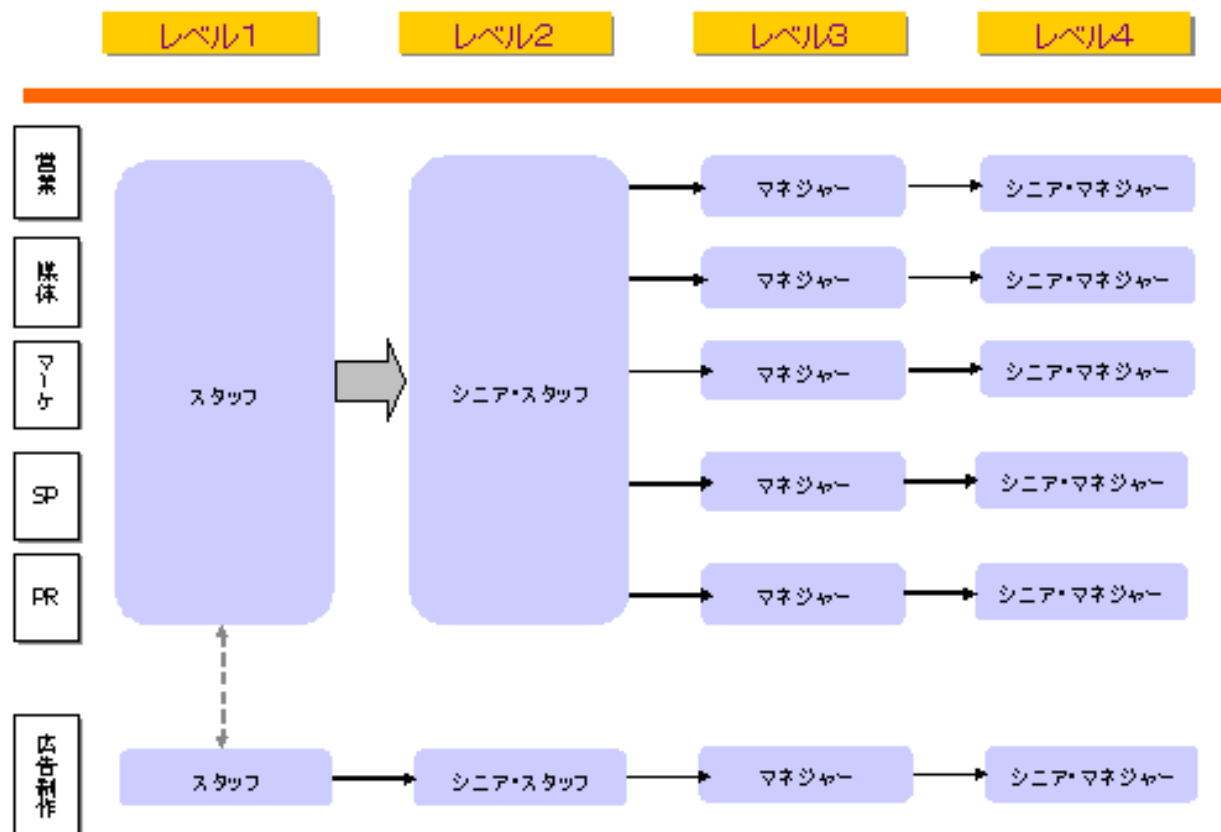 レベル1
レベル2
レベル3
レベル4
営業
マネジャー
シニア・マネジャー
媒体
マネジャー
シニア・マネジャー
マーケ
スタッフ
シニア・スタッフ
マネジャー
シニア・マネジャー
SP
マネジャー
シニア・マネジャー
PR
マネジャー
シニア・マネジャー
広告制作
スタッフ
シニア・スタッフ
マネジャー
シニア・マネジャー